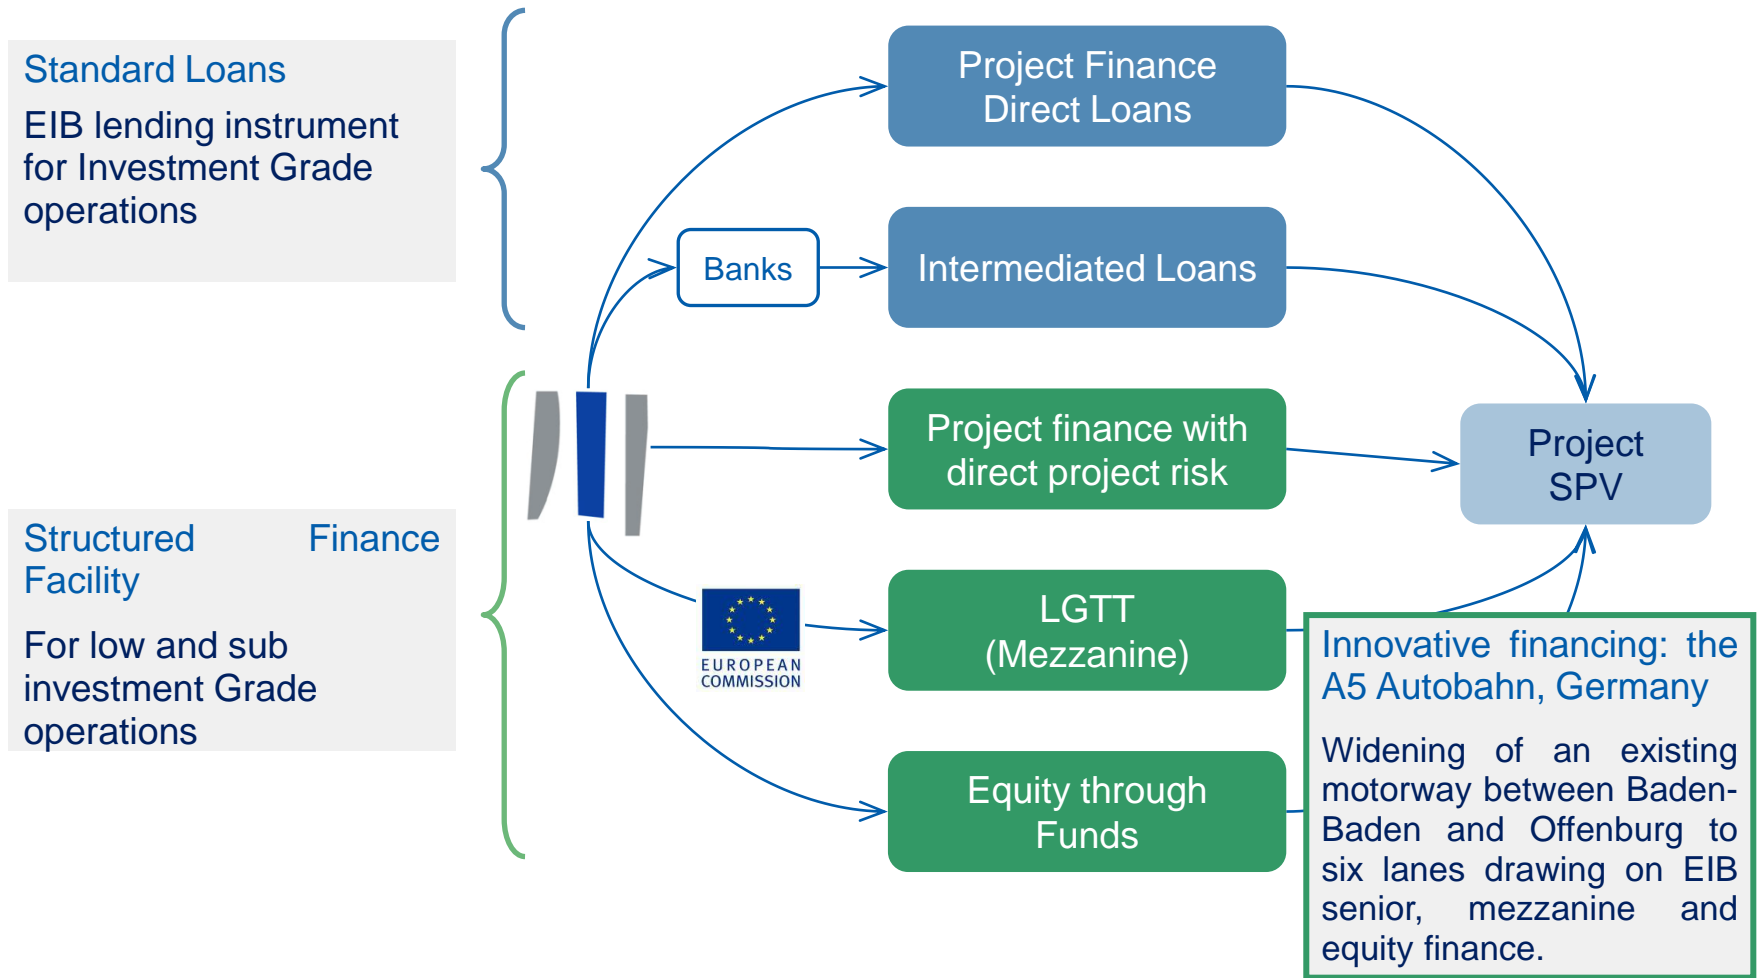 Standard Loans
EIB lending instrument
for Investment Grade
operations
Structured Finance
Facility
For low and sub
investment Grade
operations
Project Finance
Direct Loans
Banks
Intermediated Loans
Project finance with
direct project risk
EUROPEAN
COMMISSION
LGTT
(Mezzanine)
Equity through
Funds
Project
SPV
Innovative financing: the
A5 Autobahn, Germany
Widening of an existing
motorway between Baden-
Baden and Offenburg to
six lanes drawing on EIB
senior, mezzanine and
equity finance.